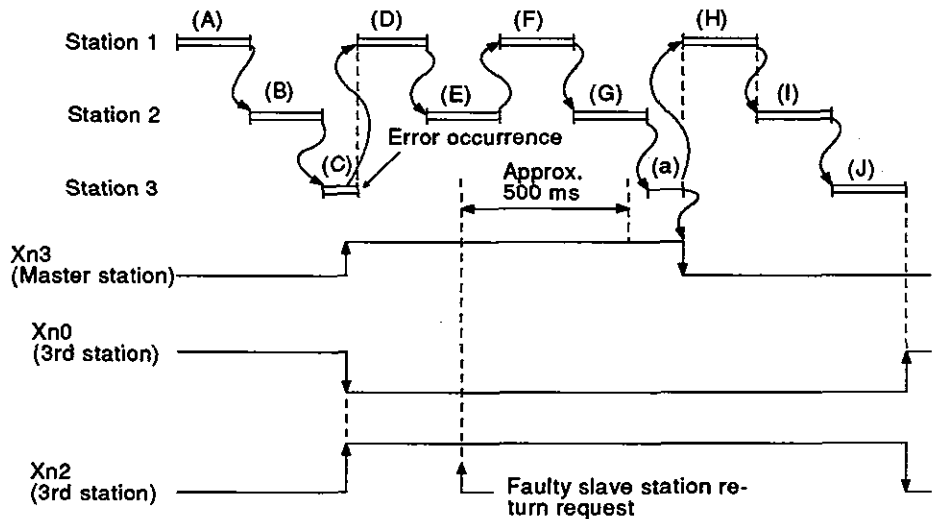 (A)
(D)
(F)
(H)
Station 1
(B)
(E)
(G)
(I)
Station 2
Error occurrence
(C)
(a)
(J)
Station 3
Approx.
500 ms
Xn3
(Master station)
Xn0
(3rd station)
Xn2
(3rd station)
Faulty slave station re-
turn request